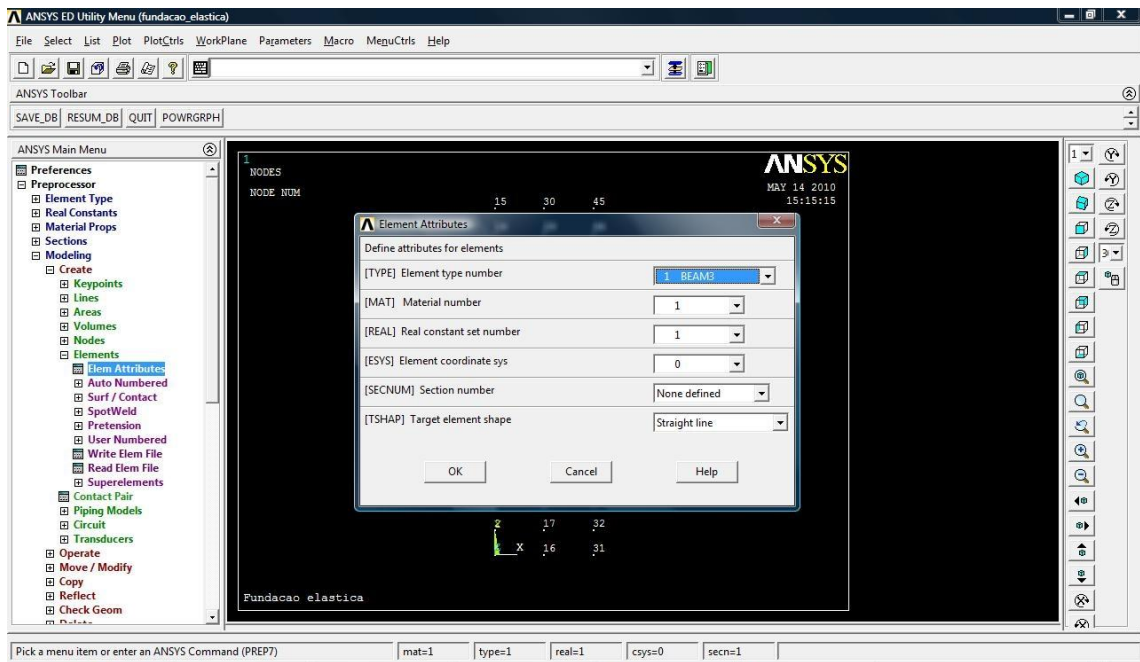 ANSYS ED Utility Menu (fundacao_elastica)
File Select List Plot PlotCtrls WorkPlane Parameters Macro MenuCtrls Help
ANSYS Toolbar
SAVE_DB RESUM_DB QUIT POWRGRPH
ANSYS Main Menu
Preferences
Preprocessor
Element Type
Real Constants
Material Props
Sections
Modeling
Create
Keypoints
Lines
Areas
Volumes
Nodes
Elements
Elem Attributes
Auto Numbered
Surf / Contact
SpotWeld
Pretension
User Numbered
Write Elem File
Read Elem File
Superelements
Contact Pair
Piping Models
Circuit
Transducers
Operate
Move / Modify
Copy
Reflect
Check Geom
1
NODES
NODE NUM
ANSYS
MAY 14 2010
15:15:15
15 30 45
Element Attributes
Define attributes for elements
[TYPE] Element type number 1 BEAM3
[MAT] Material number 1
[REAL] Real constant set number 1
[ESYS] Element coordinate sys 0
[SECNUM] Section number None defined
[TSHAP] Target element shape Straight line
OK Cancel Help
2 17 32
X 16 31
Fundacao elastica
1
3
Pick a menu item or enter an ANSYS Command (PREP7) mat=1 type=1 real=1 csys=0 secn=1